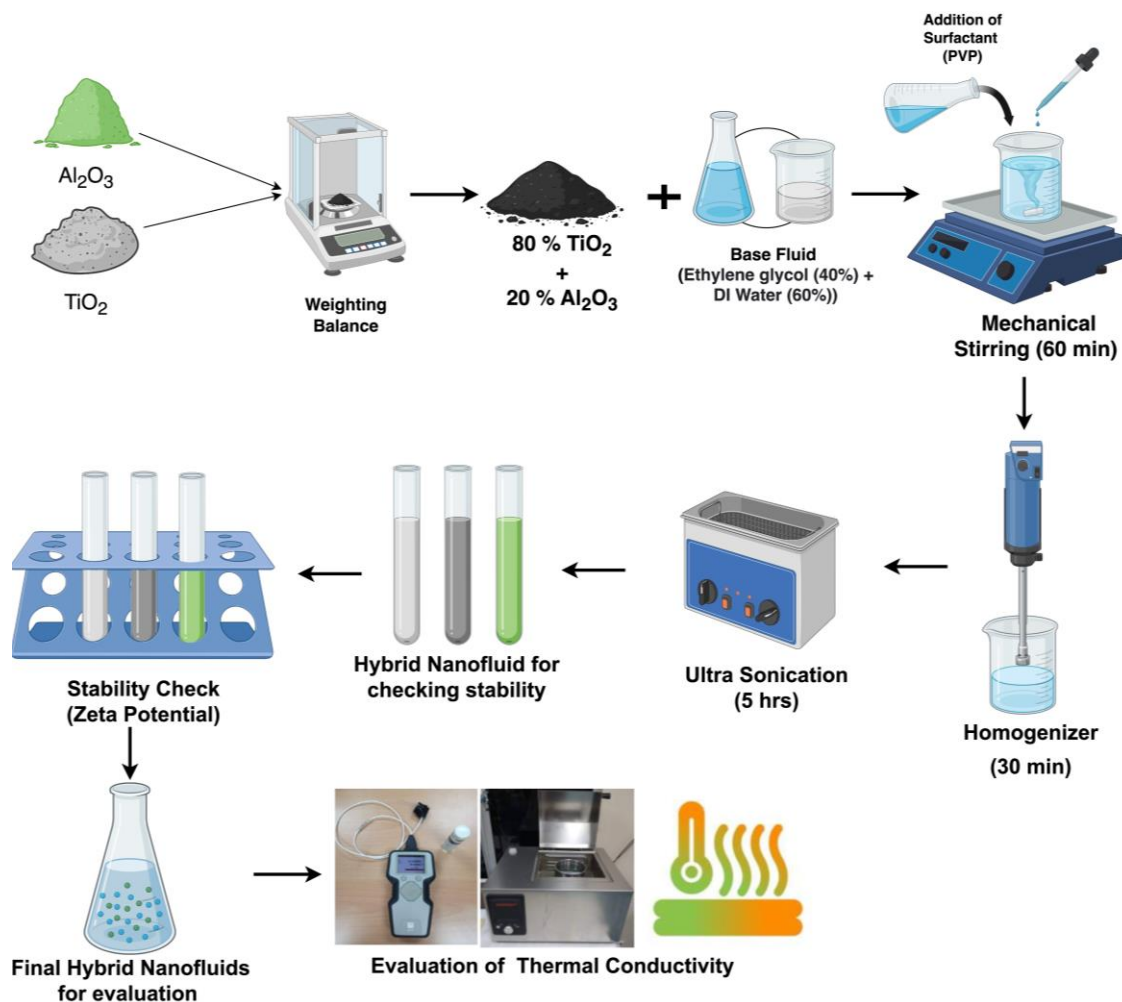 Addition of
Surfactant
(PVP)
Al₂O₃
TiO₂
Weighting
Balance
80 % TiO₂
+
20 % Al₂O₃
+
Base Fluid
(Ethylene glycol (40%) +
DI Water (60%))
Mechanical
Stirring (60 min)
Homogenizer
(30 min)
Ultra Sonication
(5 hrs)
Hybrid Nanofluid for
checking stability
Stability Check
(Zeta Potential)
Final Hybrid Nanofluids
for evaluation
Evaluation of Thermal Conductivity